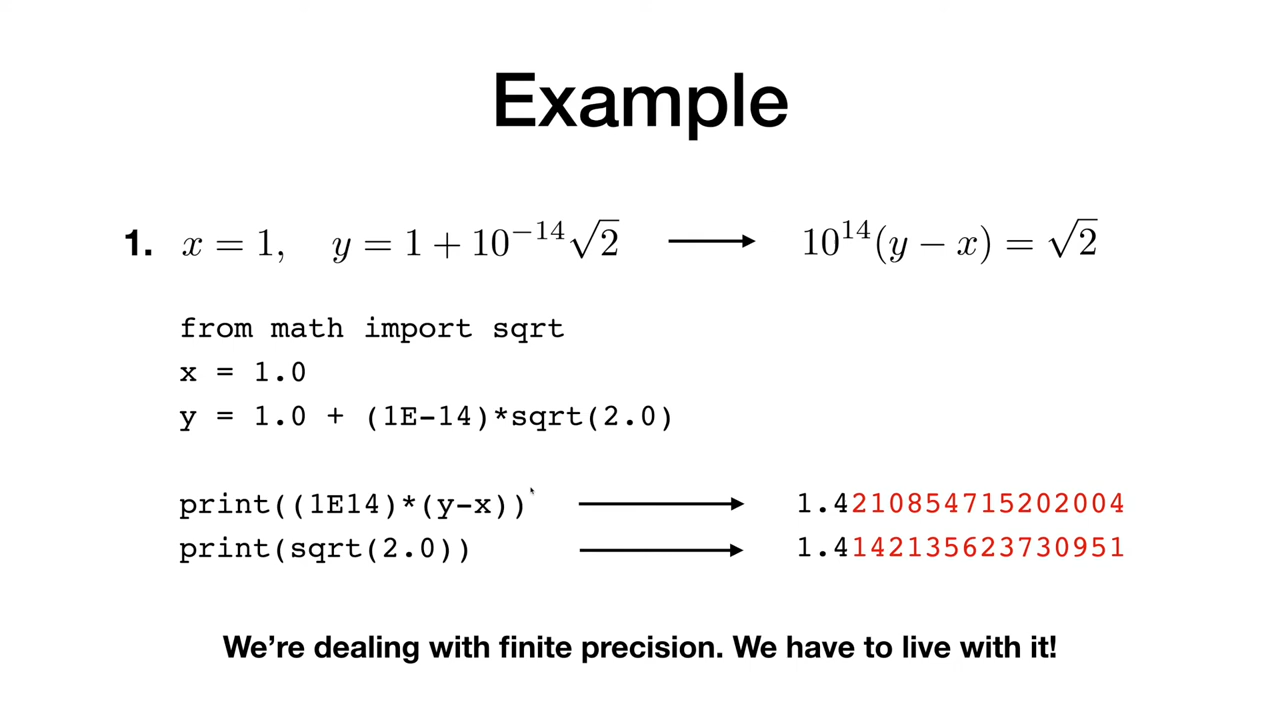 Example
1. x = 1, y = 1 + 10⁻¹⁴√2 → 10¹⁴(y − x) = √2
from math import sqrt
x = 1.0
y = 1.0 + (1E-14)*sqrt(2.0)
print((1E14)*(y-x)) → 1.4210854715202004
print(sqrt(2.0)) → 1.4142135623730951
We’re dealing with finite precision. We have to live with it!